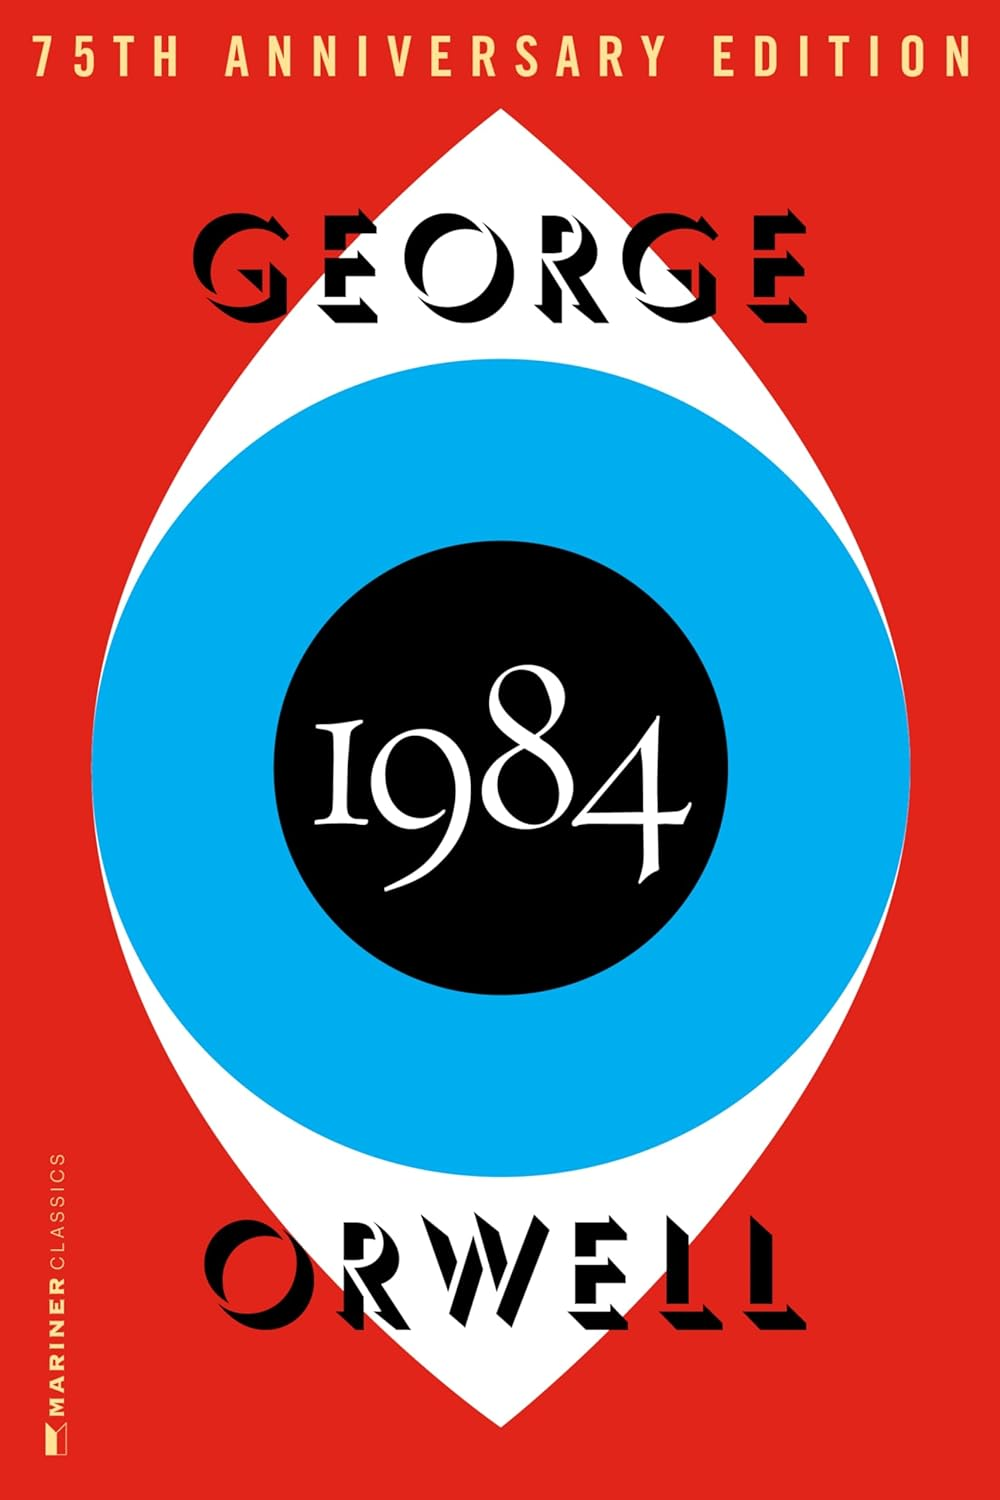 75TH ANNIVERSARY EDITION
GEORGE
1984
ORWELL
MARINER CLASSICS